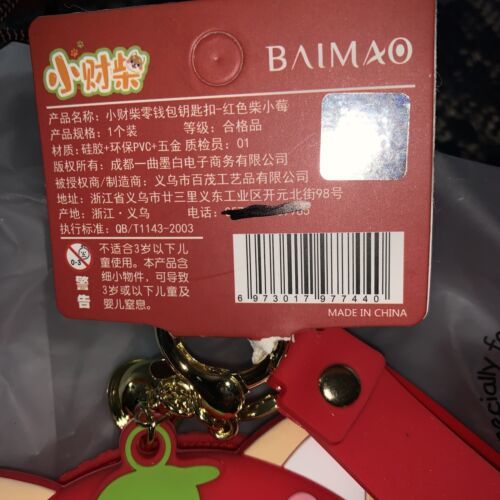 小财柴
BAIMAO
产品名称: 小财柴零钱包钥匙扣-红色柴小莓
产品规格: 1个装 等级: 合格品
材质: 硅胶+环保PVC+五金 质检员: 01
版权所有: 成都一曲墨白电子商务有限公司
被授权商/制造商: 义乌市百茂工艺品有限公司
地址: 浙江省义乌市廿三里义东工业区开元北街98号
产地: 浙江·义乌 电话:
执行标准: QB/T1143-2003
0-3
警告
不适合3岁以下儿
童使用。本产品含
细小物件, 可导致
3岁或以下儿童及
婴儿窒息。
6973017977440
MADE IN CHINA